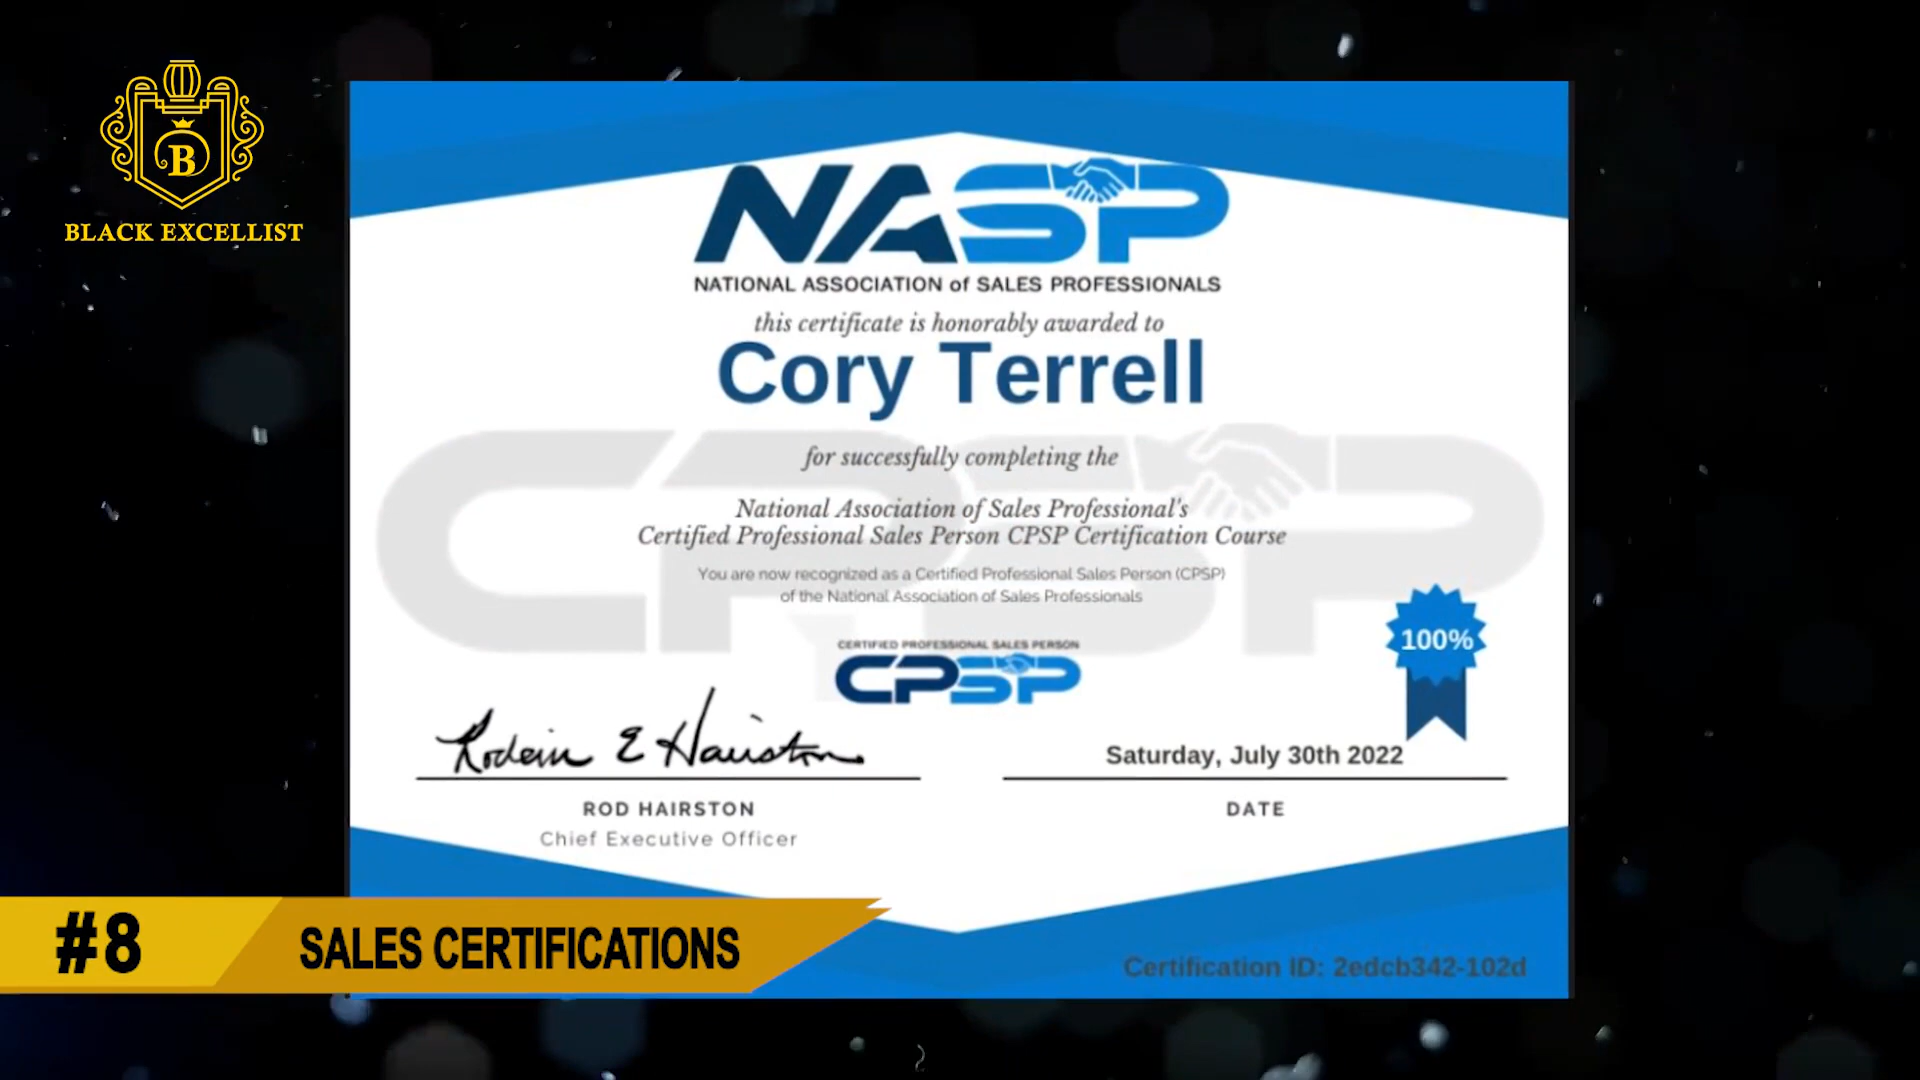 B
BLACK EXCELLIST
NASP
NATIONAL ASSOCIATION of SALES PROFESSIONALS
this certificate is honorably awarded to
Cory Terrell
for successfully completing the
National Association of Sales Professional's
Certified Professional Sales Person CPSP Certification Course
You are now recognized as a Certified Professional Sales Person (CPSP)
of the National Association of Sales Professionals
CPSP
CERTIFIED PROFESSIONAL SALES PERSON
CPSP
100%
Rodein E Hairston
Saturday, July 30th 2022
ROD HAIRSTON
DATE
Chief Executive Officer
#8
SALES CERTIFICATIONS
Certification ID: 2edcb342-102d